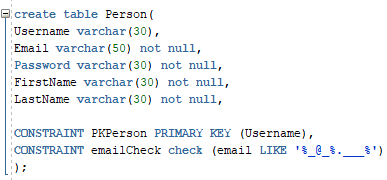 create table Person(
Username varchar(30),
Email varchar(50) not null,
Password varchar(30) not null,
FirstName varchar(30) not null,
LastName varchar(30) not null,
CONSTRAINT PKPerson PRIMARY KEY (Username),
CONSTRAINT emailCheck check (email LIKE '%_@_%.___%')
);